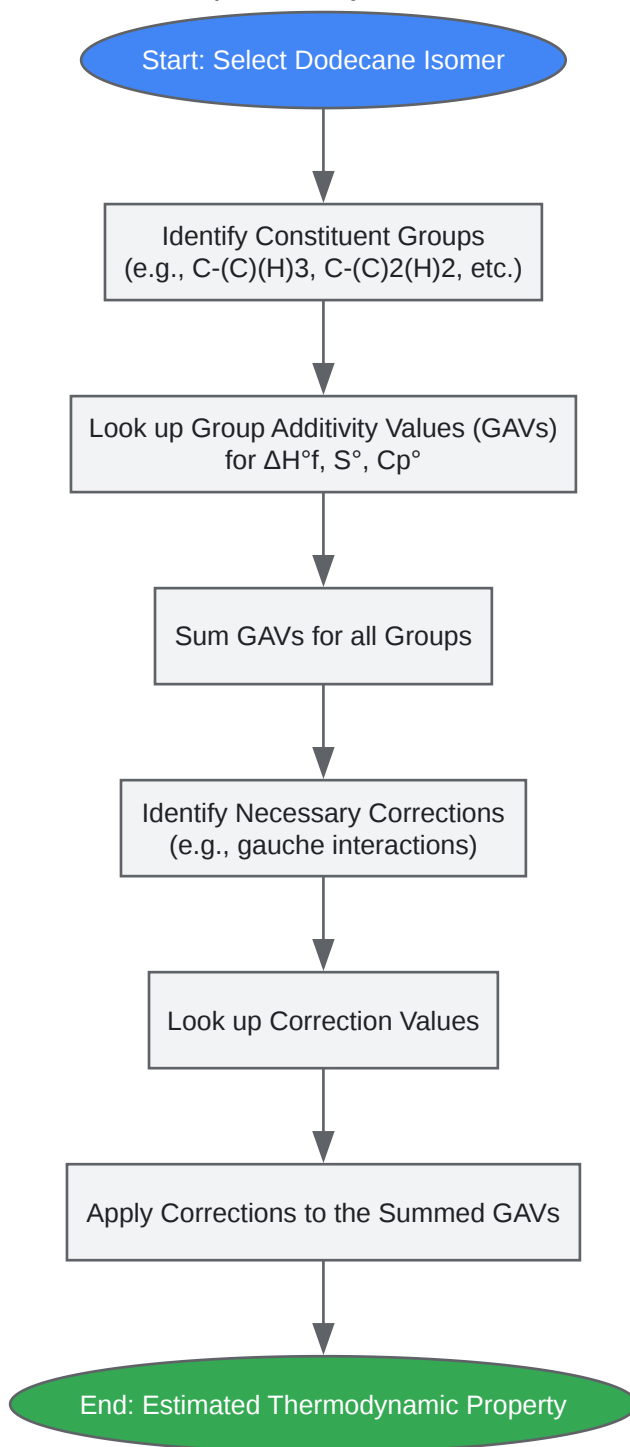 Start: Select Dodecane Isomer
Identify Constituent Groups
(e.g., C-(C)(H)3, C-(C)2(H)2, etc.)
Look up Group Additivity Values (GAVs)
for ΔH°f, S°, Cp°
Sum GAVs for all Groups
Identify Necessary Corrections
(e.g., gauche interactions)
Look up Correction Values
Apply Corrections to the Summed GAVs
End: Estimated Thermodynamic Property